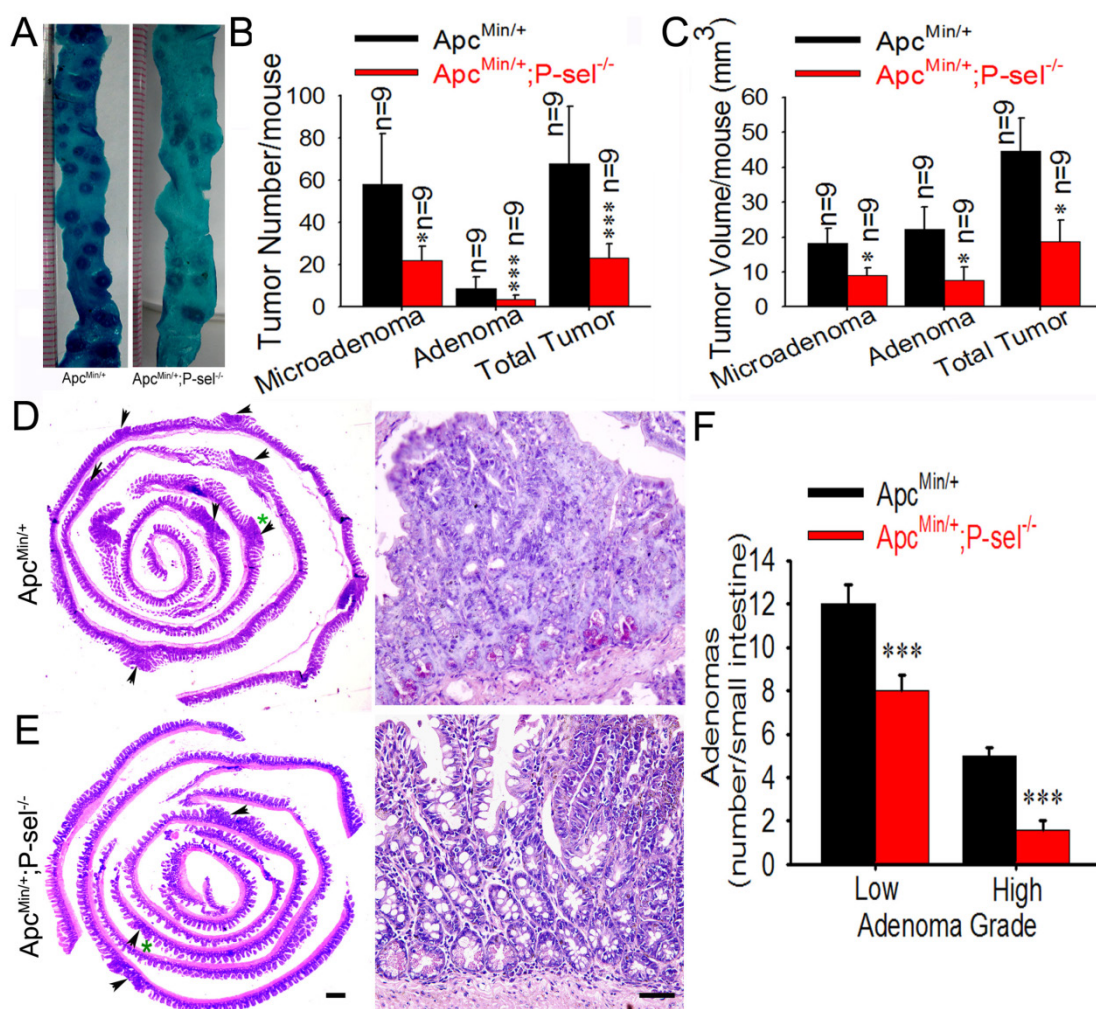 A
Apc^Min/+
Apc^Min/+;P-sel^-/-
B
Apc^Min/+
Apc^Min/+;P-sel^-/-
Tumor Number/mouse
100
80
60
40
20
0
n=9
* n=9
n=9
*** n=9
n=9
*** n=9
Microadenoma
Adenoma
Total Tumor
C
Apc^Min/+
Apc^Min/+;P-sel^-/-
Tumor Volume/mouse (mm^3)
60
50
40
30
20
10
0
n=9
* n=9
n=9
* n=9
n=9
* n=9
Microadenoma
Adenoma
Total Tumor
D
Apc^Min/+
*
E
Apc^Min/+;P-sel^-/-
*
F
Apc^Min/+
Apc^Min/+;P-sel^-/-
Adenomas
(number/small intestine)
14
12
10
8
6
4
2
0
***
***
Low
High
Adenoma Grade